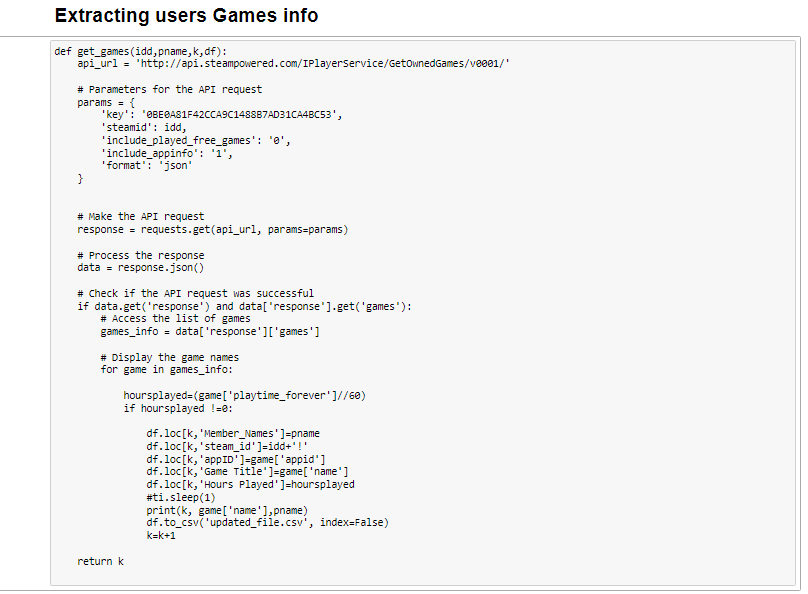 Extracting users Games info
def get_games(idd,pname,k,df):
    api_url = 'http://api.steampowered.com/IPlayerService/GetOwnedGames/v0001/'
    # Parameters for the API request
    params = {
        'key': '0BE0A81F42CCA9C1488B7AD31CA4BC53',
        'steamid': idd,
        'include_played_free_games': '0',
        'include_appinfo': '1',
        'format': 'json'
    }
    # Make the API request
    response = requests.get(api_url, params=params)
    # Process the response
    data = response.json()
    # Check if the API request was successful
    if data.get('response') and data['response'].get('games'):
        # Access the list of games
        games_info = data['response']['games']
        # Display the game names
        for game in games_info:
            hoursplayed=(game['playtime_forever']//60)
            if hoursplayed !=0:
                df.loc[k,'Member_Names']=pname
                df.loc[k,'steam_id']=idd+'!'
                df.loc[k,'appID']=game['appid']
                df.loc[k,'Game Title']=game['name']
                df.loc[k,'Hours Played']=hoursplayed
                #ti.sleep(1)
                print(k, game['name'],pname)
                df.to_csv('updated_file.csv', index=False)
                k=k+1
    return k